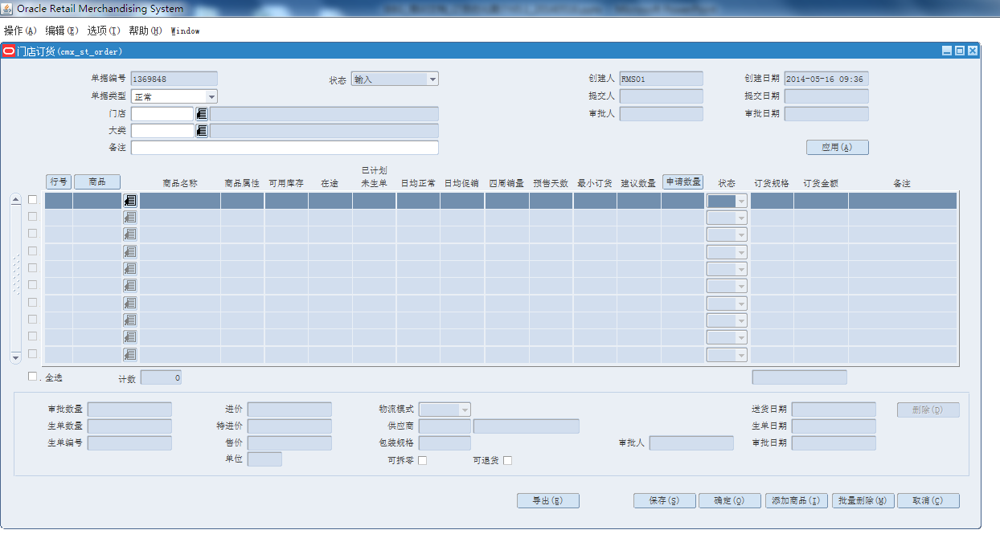 Oracle Retail Merchandising System
操作(A) 编辑(E) 选项(I) 帮助(H) Window
门店订货(cmx_st_order)
单据编号 1369848 状态 输入 创建人 RMS01 创建日期 2014-05-16 09:36
单据类型 正常 提交人 提交日期
门店 审批人 审批日期
大类
备注 应用(A)
已计划
行号 商品 商品名称 商品属性 可用库存 在途 未生单 日均正常 日均促销 四周销量 预售天数 最小订货 建议数量 申请数量 状态 订货规格 订货金额 备注
. 全选 计数 0
审批数量 进价 物流模式 送货日期 删除(D)
生单数量 特进价 供应商 生单日期
生单编号 售价 包装规格 审批人 审批日期
单位 可拆零 可退货
导出(E) 保存(S) 确定(O) 添加商品(I) 批量删除(M) 取消(C)